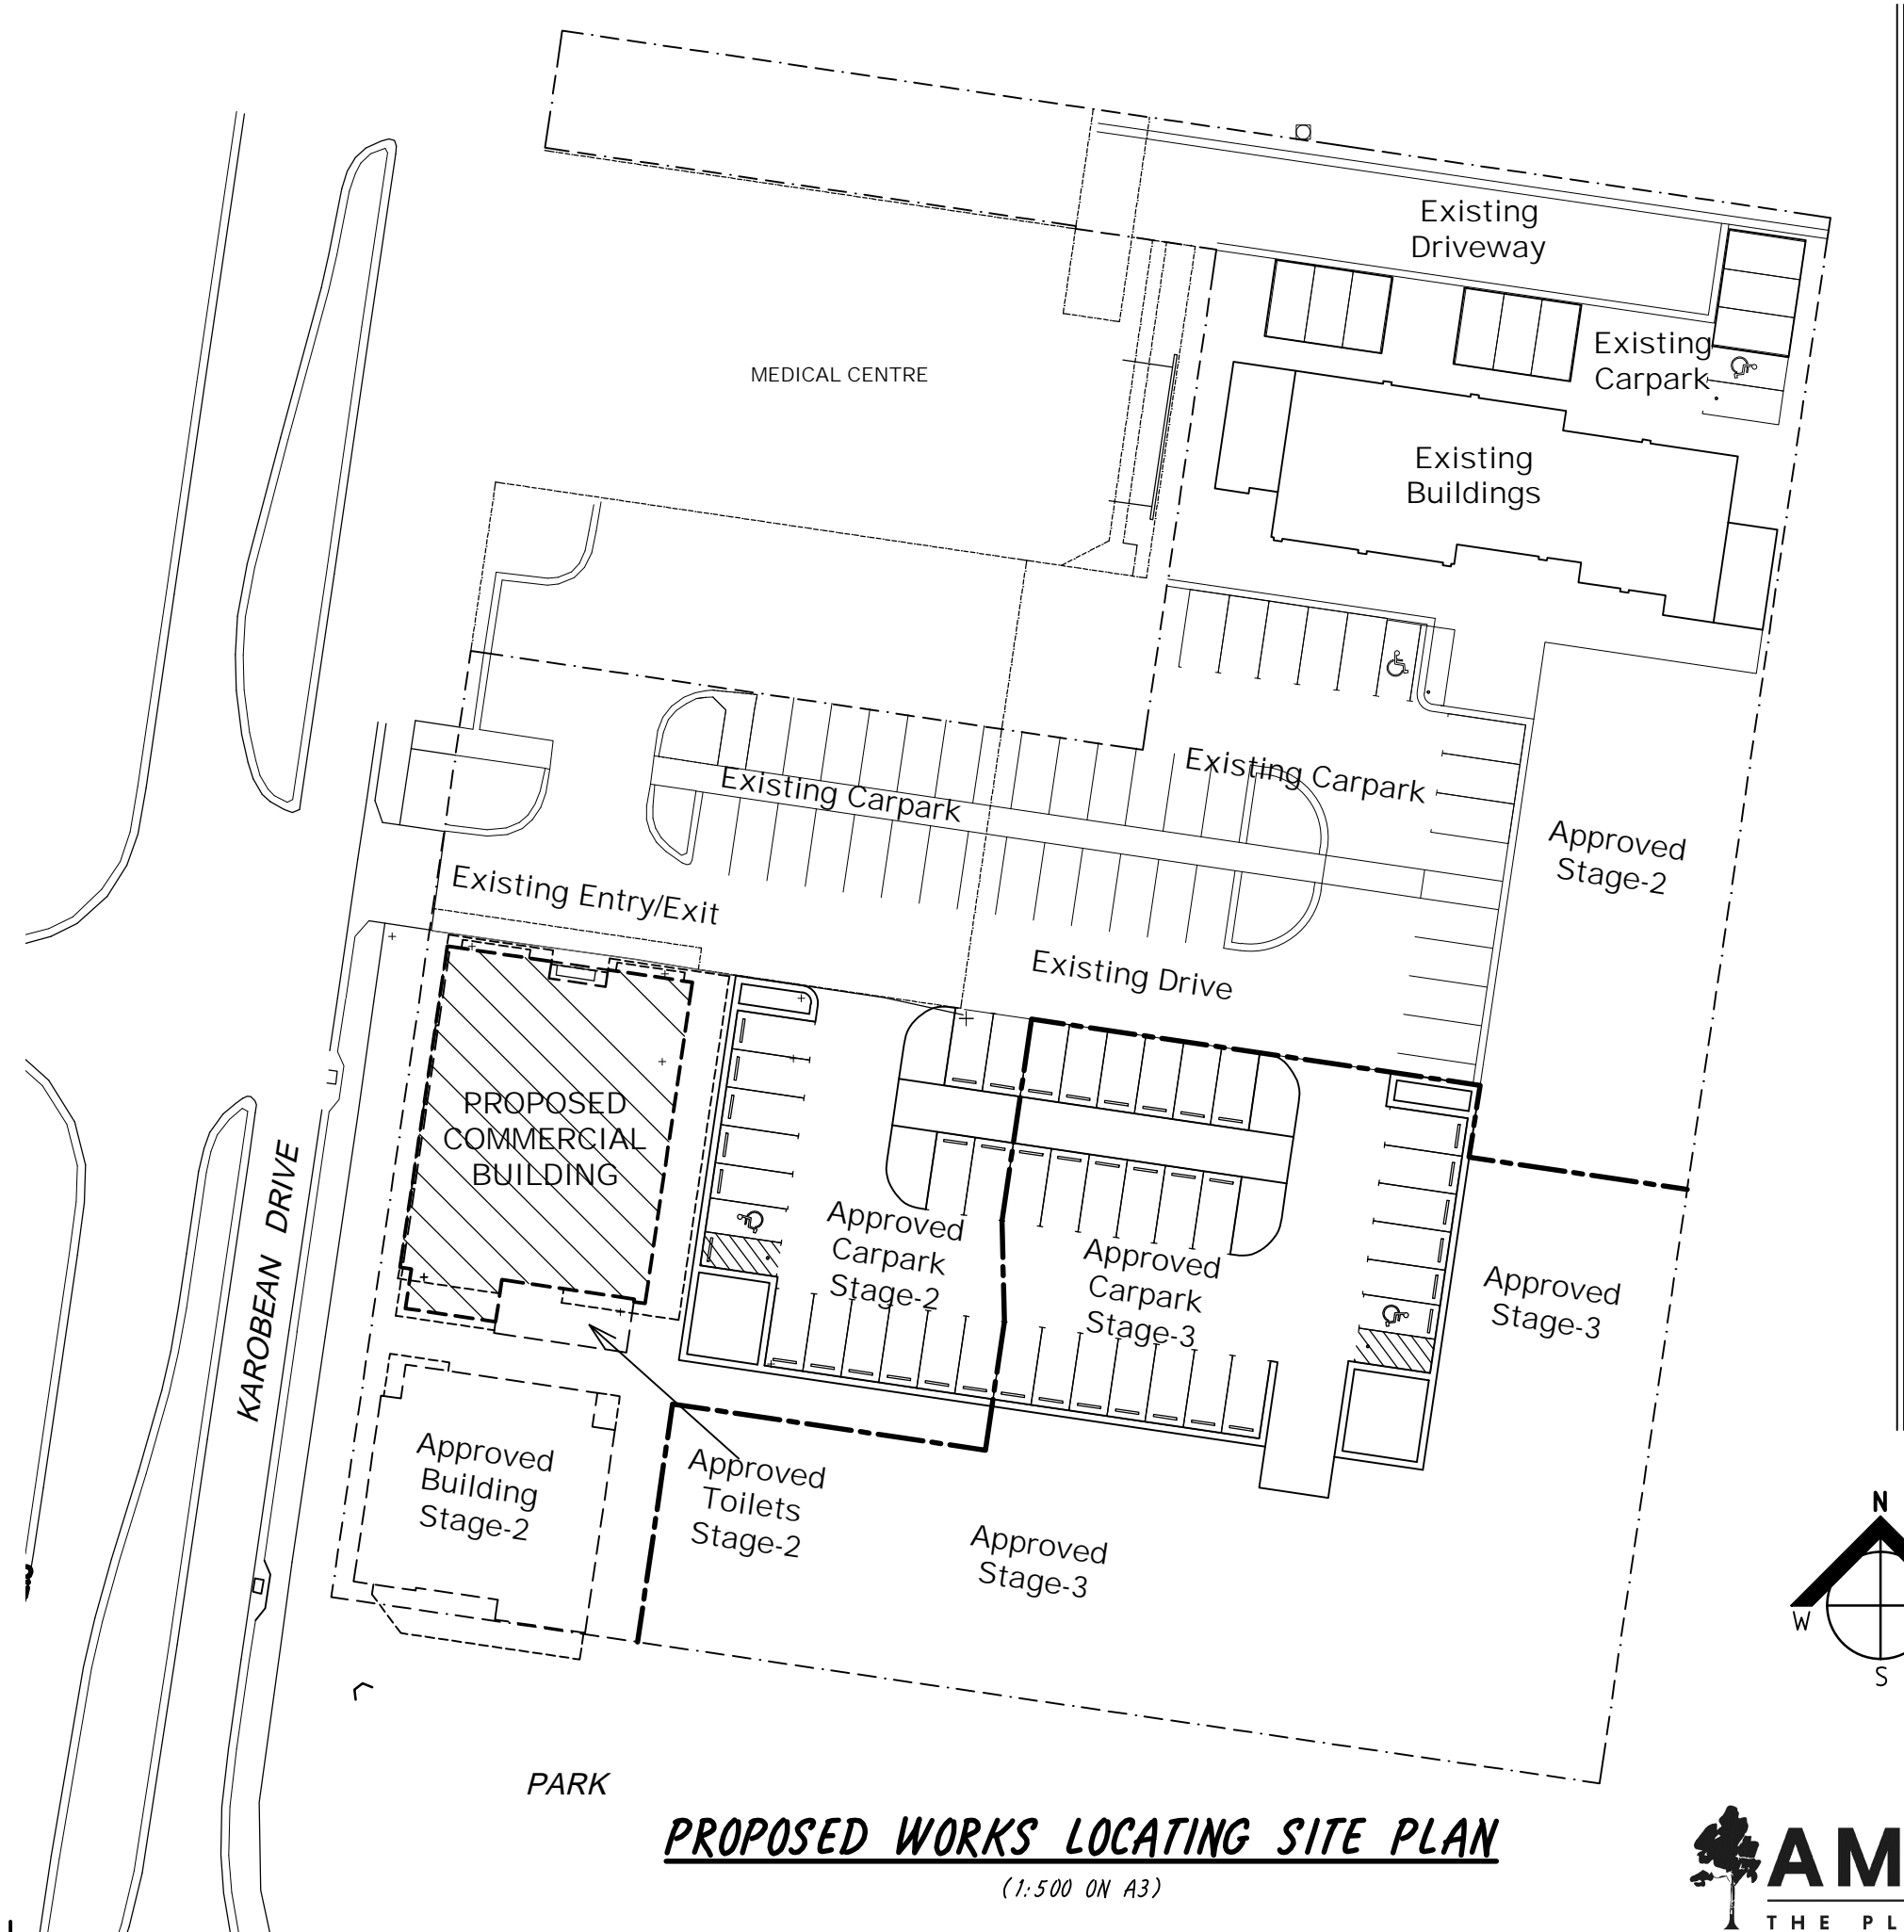 Existing
Driveway
Existing
Carpark
MEDICAL CENTRE
Existing
Buildings
Existing Carpark
Existing Carpark
Approved
Stage-2
Existing Entry/Exit
Existing Drive
PROPOSED
COMMERCIAL
BUILDING
KAROBEAN DRIVE
Approved
Carpark
Stage-2
Approved
Carpark
Stage-3
Approved
Stage-3
Approved
Building
Stage-2
Approved
Toilets
Stage-2
Approved
Stage-3
N
W
S
PARK
PROPOSED WORKS LOCATING SITE PLAN
(1:500 ON A3)
AM
THE PL